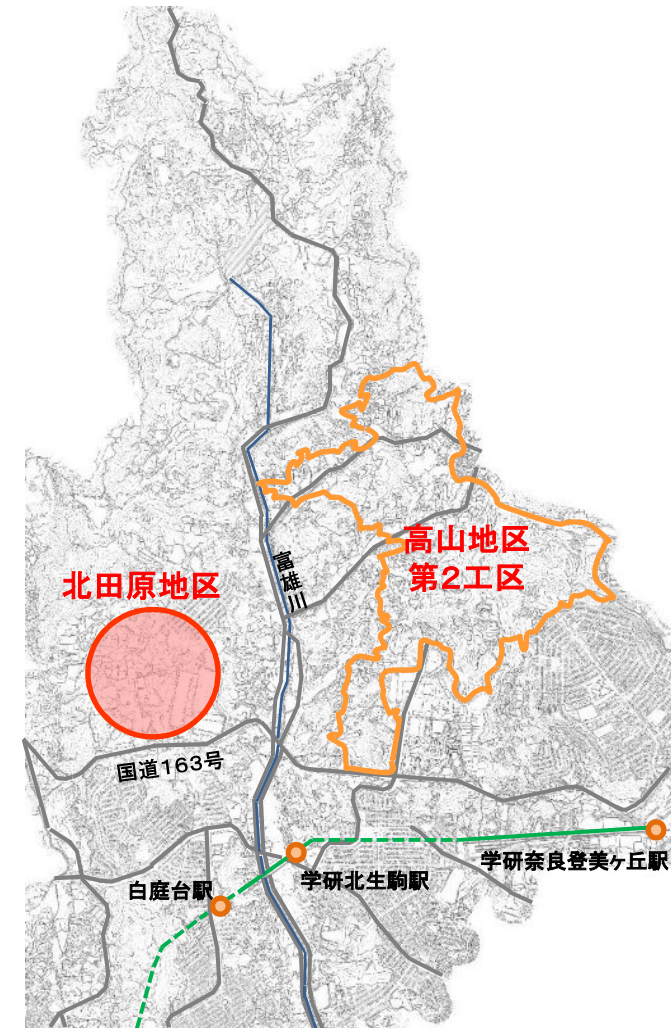 高山地区
第2工区
富雄川
北田原地区
国道163号
学研奈良登美ヶ丘駅
学研北生駒駅
白庭台駅